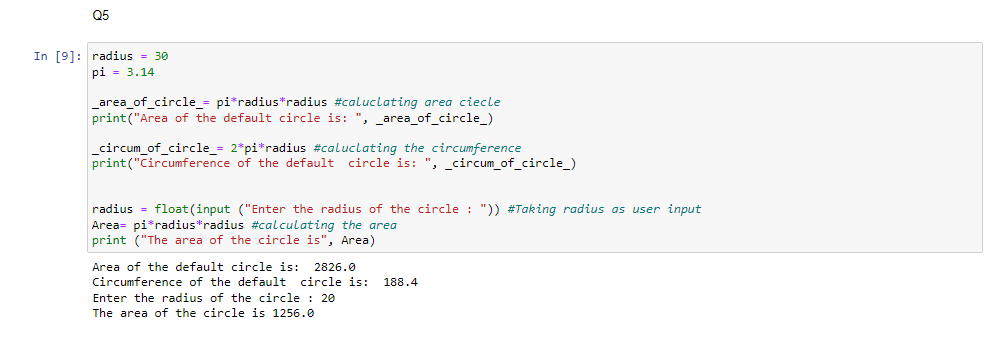 Q5
In [9]: radius = 30
pi = 3.14
_area_of_circle_= pi*radius*radius #caluclating area ciecle
print("Area of the default circle is: ", _area_of_circle_)
_circum_of_circle_= 2*pi*radius #caluclating the circumference
print("Circumference of the default  circle is: ", _circum_of_circle_)
radius = float(input ("Enter the radius of the circle : ")) #Taking radius as user input
Area= pi*radius*radius #calculating the area
print ("The area of the circle is", Area)
Area of the default circle is:  2826.0
Circumference of the default  circle is:  188.4
Enter the radius of the circle : 20
The area of the circle is 1256.0